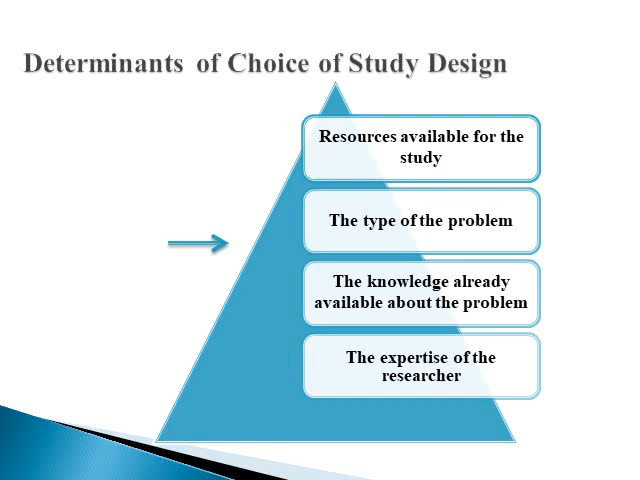 Determinants of Choice of Study Design
Resources available for the
study
The type of the problem
The knowledge already
available about the problem
The expertise of the
researcher